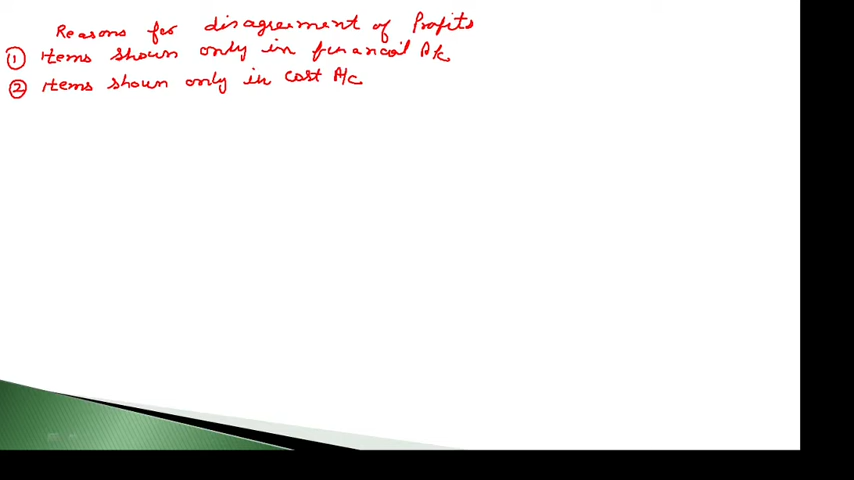 Reasons for disagreement of Profits
① items shown only in financial A/c
② items shown only in cost A/c